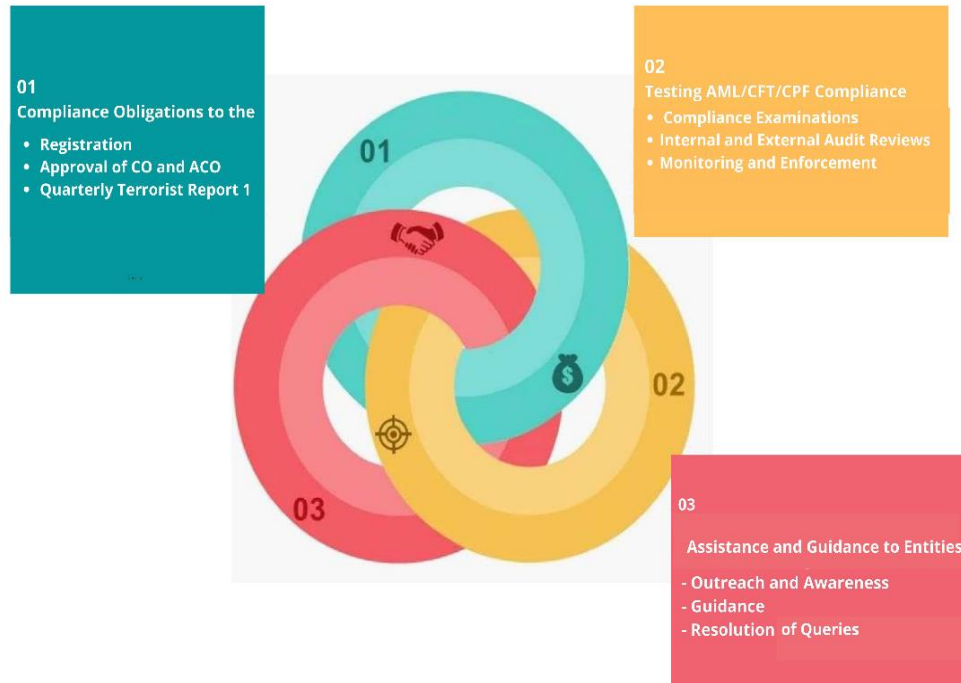 01
Compliance Obligations to the
• Registration
• Approval of CO and ACO
• Quarterly Terrorist Report 1
02
Testing AML/CFT/CPF Compliance
• Compliance Examinations
• Internal and External Audit Reviews
• Monitoring and Enforcement
01
$
02
03
03
Assistance and Guidance to Entities
- Outreach and Awareness
- Guidance
- Resolution of Queries